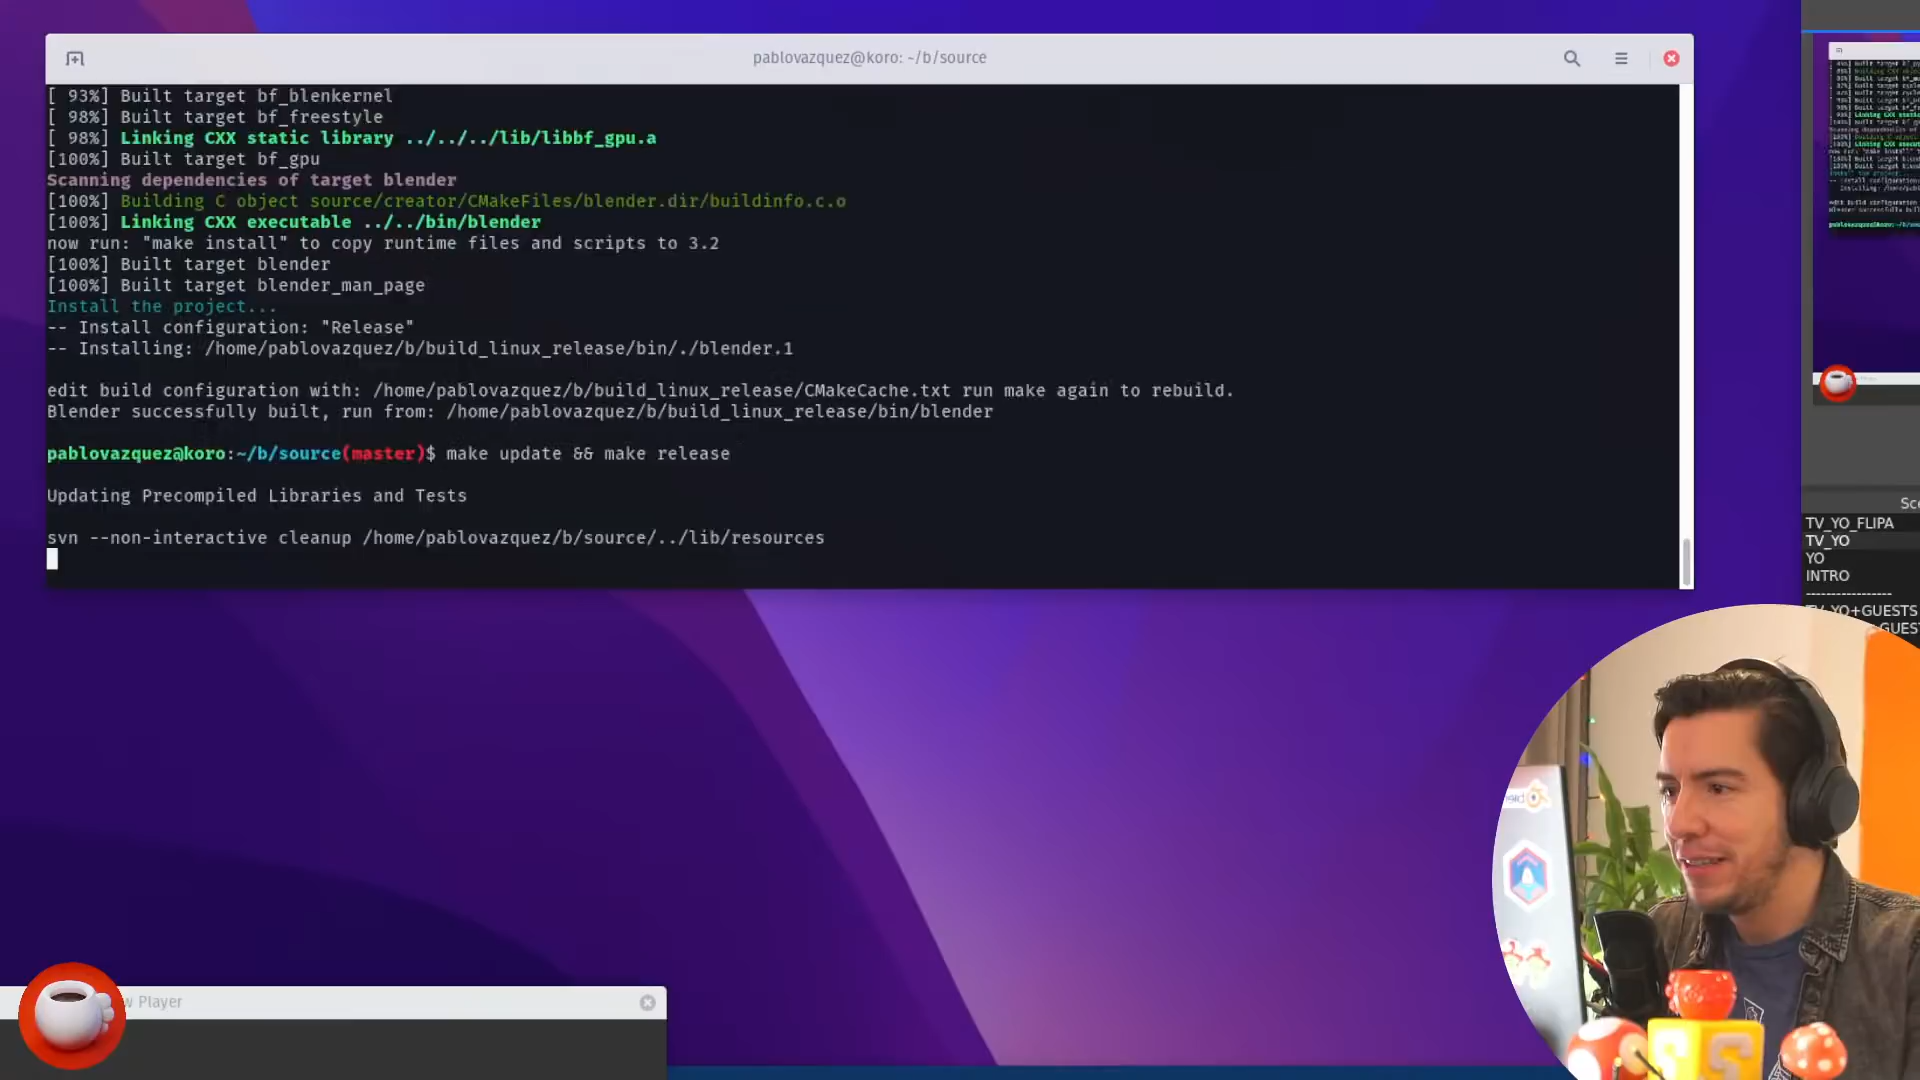 pablovazquez@koro: ~/b/source
[ 93%] Built target bf_blenkernel
[ 98%] Built target bf_freestyle
[ 98%] Linking CXX static library ../../../lib/libbf_gpu.a
[100%] Built target bf_gpu
Scanning dependencies of target blender
[100%] Building C object source/creator/CMakeFiles/blender.dir/buildinfo.c.o
[100%] Linking CXX executable ../../bin/blender
now run: "make install" to copy runtime files and scripts to 3.2
[100%] Built target blender
[100%] Built target blender_man_page
Install the project...
-- Install configuration: "Release"
-- Installing: /home/pablovazquez/b/build_linux_release/bin/./blender.1
edit build configuration with: /home/pablovazquez/b/build_linux_release/CMakeCache.txt run make again to rebuild.
Blender successfully built, run from: /home/pablovazquez/b/build_linux_release/bin/blender
pablovazquez@koro:~/b/source(master)$ make update && make release
Updating Precompiled Libraries and Tests
svn --non-interactive cleanup /home/pablovazquez/b/source/../lib/resources
TV_YO_FLIPA
TV_YO
YO
INTRO
-----------------
TV_YO+GUESTS
Player